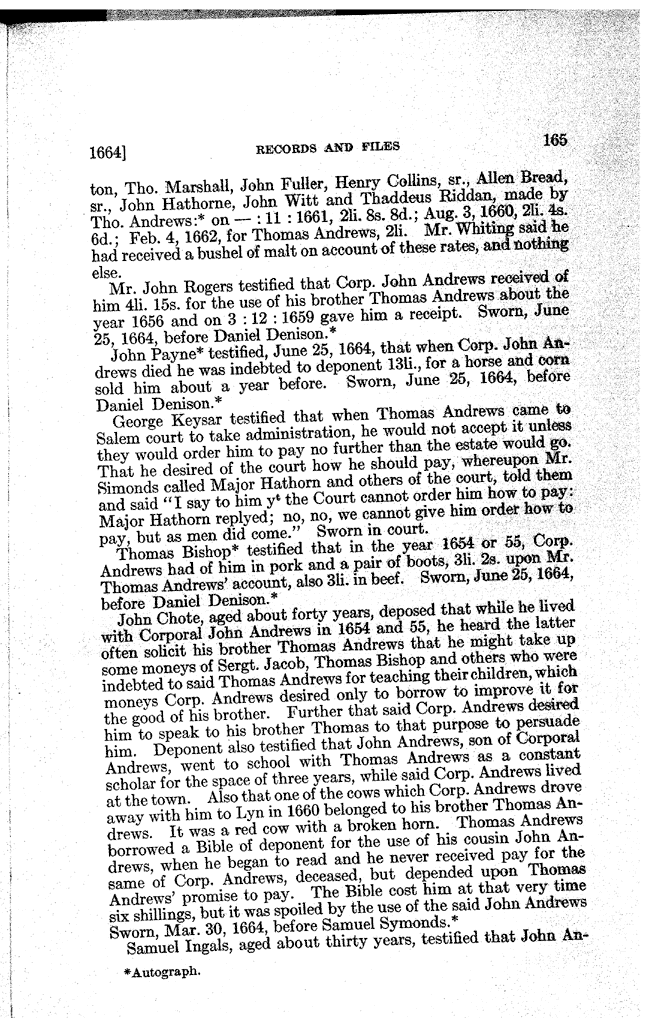 1664]
RECORDS AND FILES
165
ton, Tho. Marshall, John Fuller, Henry Collins, sr., Allen Bread,
sr., John Hathorne, John Witt and Thaddeus Riddan, made by
Tho. Andrews:* on — : 11 : 1661, 2li. 8s. 8d.; Aug. 3, 1660, 2li. 4s.
6d.; Feb. 4, 1662, for Thomas Andrews, 2li. Mr. Whiting said he
had received a bushel of malt on account of these rates, and nothing
else.
Mr. John Rogers testified that Corp. John Andrews received of
him 4li. 15s. for the use of his brother Thomas Andrews about the
year 1656 and on 3 : 12 : 1659 gave him a receipt. Sworn, June
25, 1664, before Daniel Denison.*
John Payne* testified, June 25, 1664, that when Corp. John An-
drews died he was indebted to deponent 13li., for a horse and corn
sold him about a year before. Sworn, June 25, 1664, before
Daniel Denison.*
George Keysar testified that when Thomas Andrews came to
Salem court to take administration, he would not accept it unless
they would order him to pay no further than the estate would go.
That he desired of the court how he should pay, whereupon Mr.
Simonds called Major Hathorn and others of the court, told them
and said "I say to him yᵗ the Court cannot order him how to pay:
Major Hathorn replyed; no, no, we cannot give him order how to
pay, but as men did come." Sworn in court.
Thomas Bishop* testified that in the year 1654 or 55, Corp.
Andrews had of him in pork and a pair of boots, 3li. 2s. upon Mr.
Thomas Andrews' account, also 3li. in beef. Sworn, June 25, 1664,
before Daniel Denison.*
John Chote, aged about forty years, deposed that while he lived
with Corporal John Andrews in 1654 and 55, he heard the latter
often solicit his brother Thomas Andrews that he might take up
some moneys of Sergt. Jacob, Thomas Bishop and others who were
indebted to said Thomas Andrews for teaching their children, which
moneys Corp. Andrews desired only to borrow to improve it for
the good of his brother. Further that said Corp. Andrews desired
him to speak to his brother Thomas to that purpose to persuade
him. Deponent also testified that John Andrews, son of Corporal
Andrews, went to school with Thomas Andrews as a constant
scholar for the space of three years, while said Corp. Andrews lived
at the town. Also that one of the cows which Corp. Andrews drove
away with him to Lyn in 1660 belonged to his brother Thomas An-
drews. It was a red cow with a broken horn. Thomas Andrews
borrowed a Bible of deponent for the use of his cousin John An-
drews, when he began to read and he never received pay for the
same of Corp. Andrews, deceased, but depended upon Thomas
Andrews' promise to pay. The Bible cost him at that very time
six shillings, but it was spoiled by the use of the said John Andrews
Sworn, Mar. 30, 1664, before Samuel Symonds.*
Samuel Ingals, aged about thirty years, testified that John An-
*Autograph.